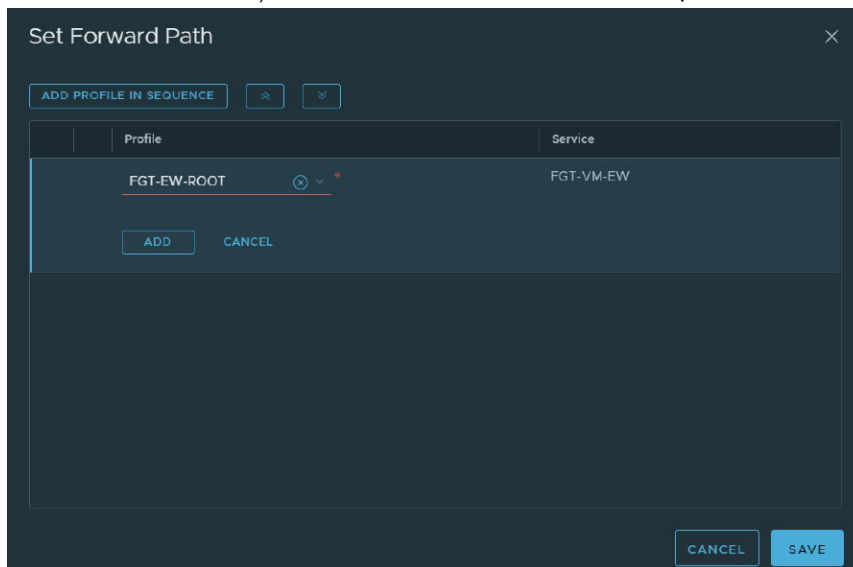 Set Forward Path
ADD PROFILE IN SEQUENCE
Profile Service
FGT-EW-ROOT * FGT-VM-EW
ADD CANCEL
CANCEL SAVE